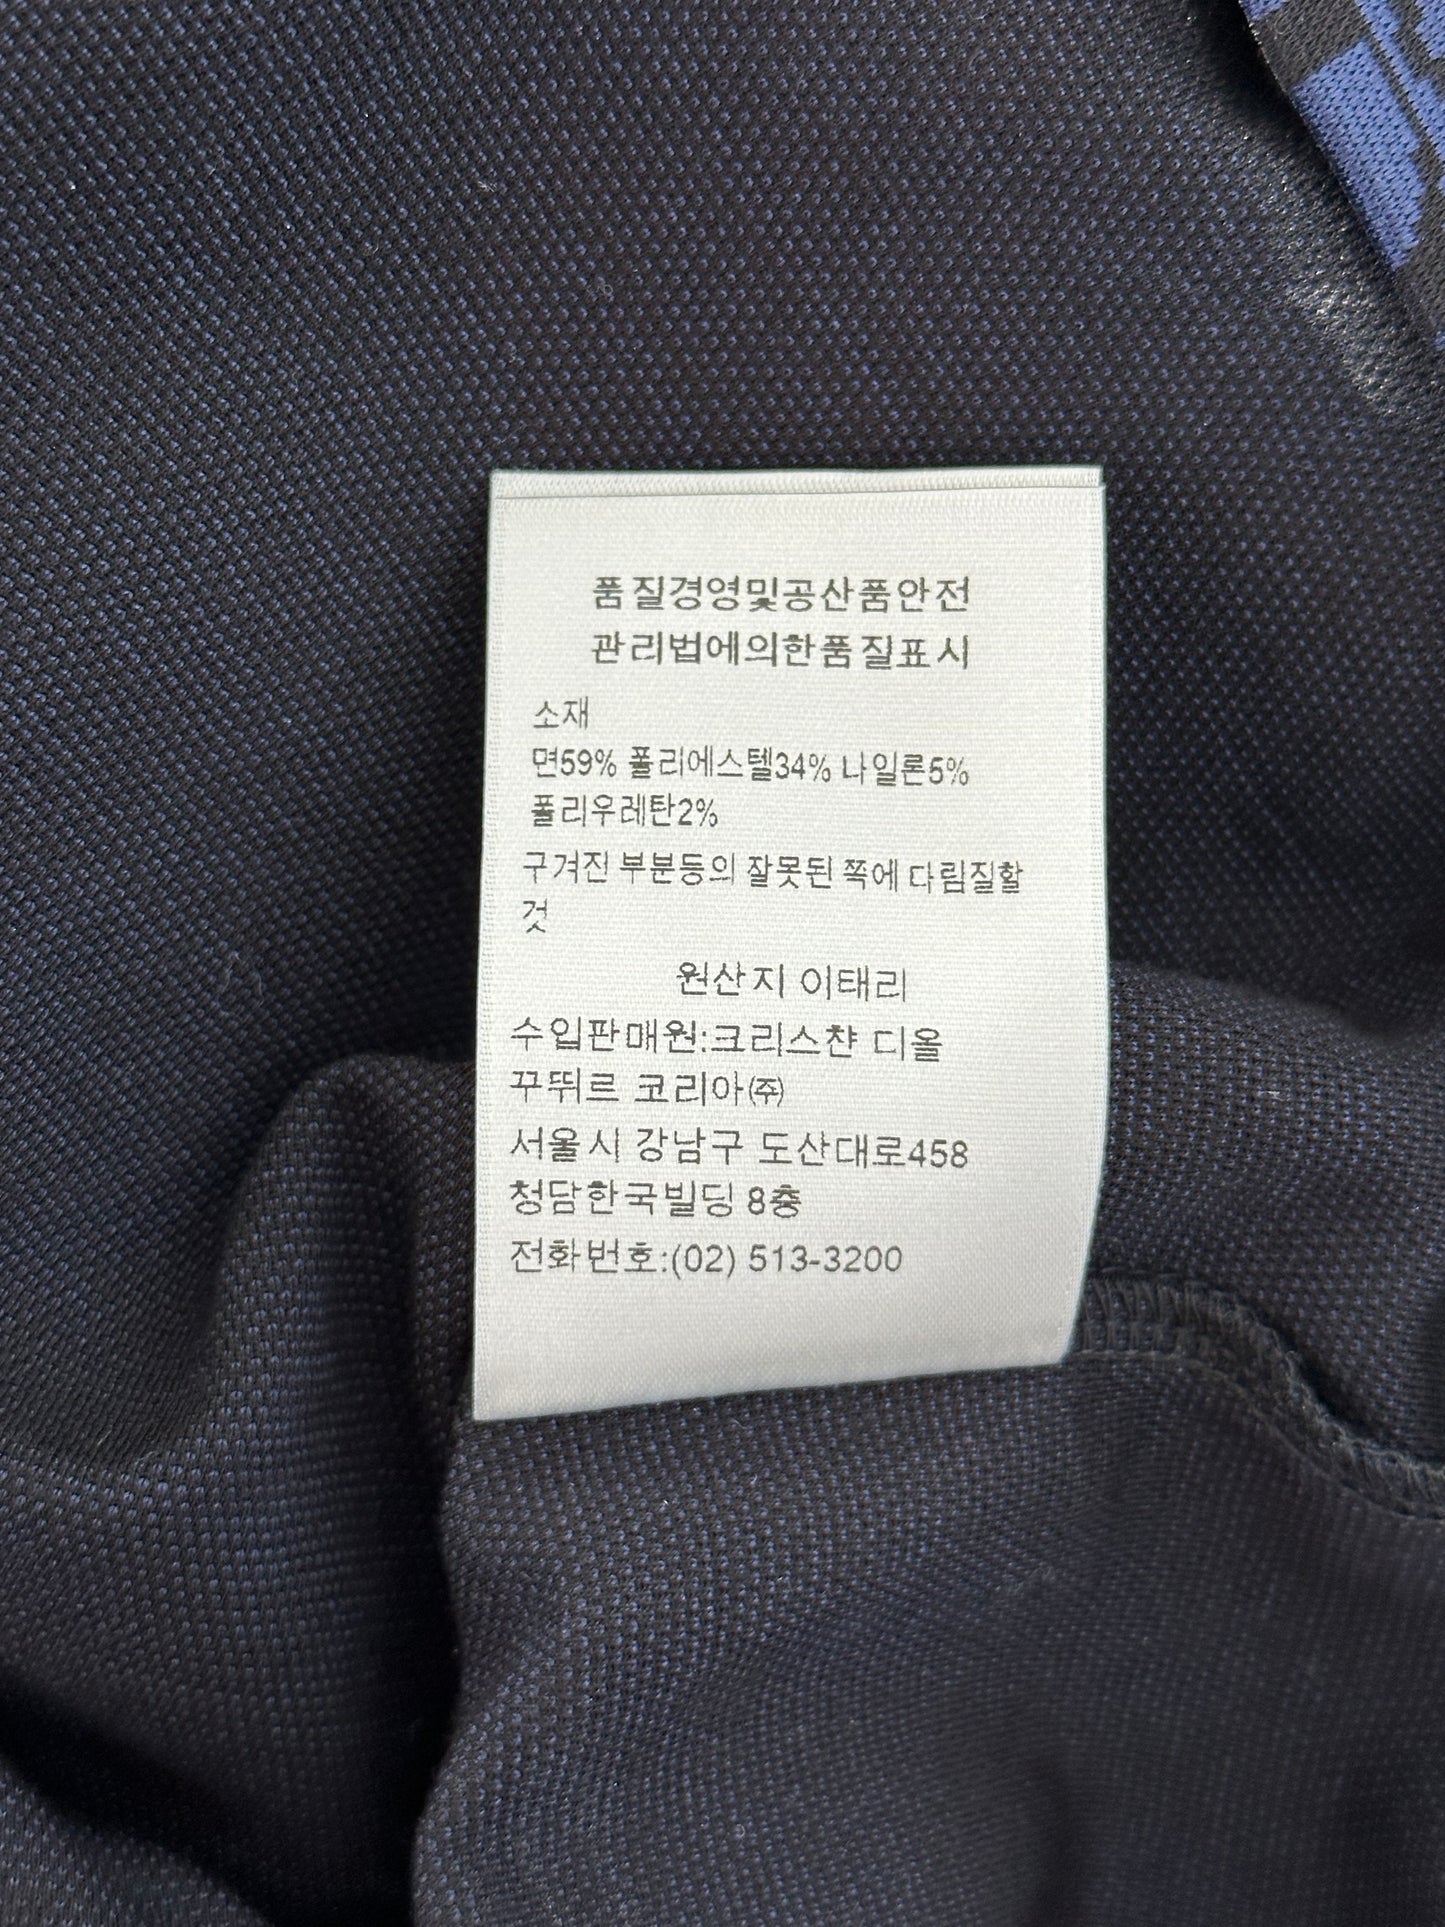 품질경영및공산품안전
관리법에의한품질표시
소재
면59% 폴리에스텔34% 나일론5%
폴리우레탄2%
구겨진 부분등의 잘못된 쪽에 다림질할
것
원산지 이태리
수입판매원:크리스챤 디올
꾸뛰르 코리아㈜
서울시 강남구 도산대로458
청담한국빌딩 8층
전화번호:(02) 513-3200